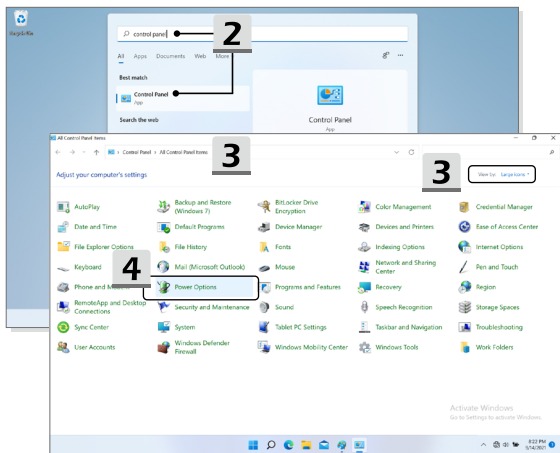 Recycle Bin
control panel
2
All Apps Documents Web More
Best match
Control Panel
App
Search the web
Control Panel
App
All Control Panel Items
Control Panel > All Control Panel Items
3
3
Adjust your computer's settings
View by: Large icons
AutoPlay
Backup and Restore (Windows 7)
BitLocker Drive Encryption
Color Management
Credential Manager
Date and Time
Default Programs
Device Manager
Devices and Printers
Ease of Access Center
File Explorer Options
File History
Fonts
Indexing Options
Internet Options
Keyboard
4
Mail (Microsoft Outlook)
Mouse
Network and Sharing Center
Pen and Touch
Phone and
Power Options
Programs and Features
Recovery
Region
RemoteApp and Desktop Connections
Security and Maintenance
Sound
Speech Recognition
Storage Spaces
Sync Center
System
Tablet PC Settings
Taskbar and Navigation
Troubleshooting
User Accounts
Windows Defender Firewall
Windows Mobility Center
Windows Tools
Work Folders
Activate Windows
Go to Settings to activate Windows.
8:22 PM
9/14/2021